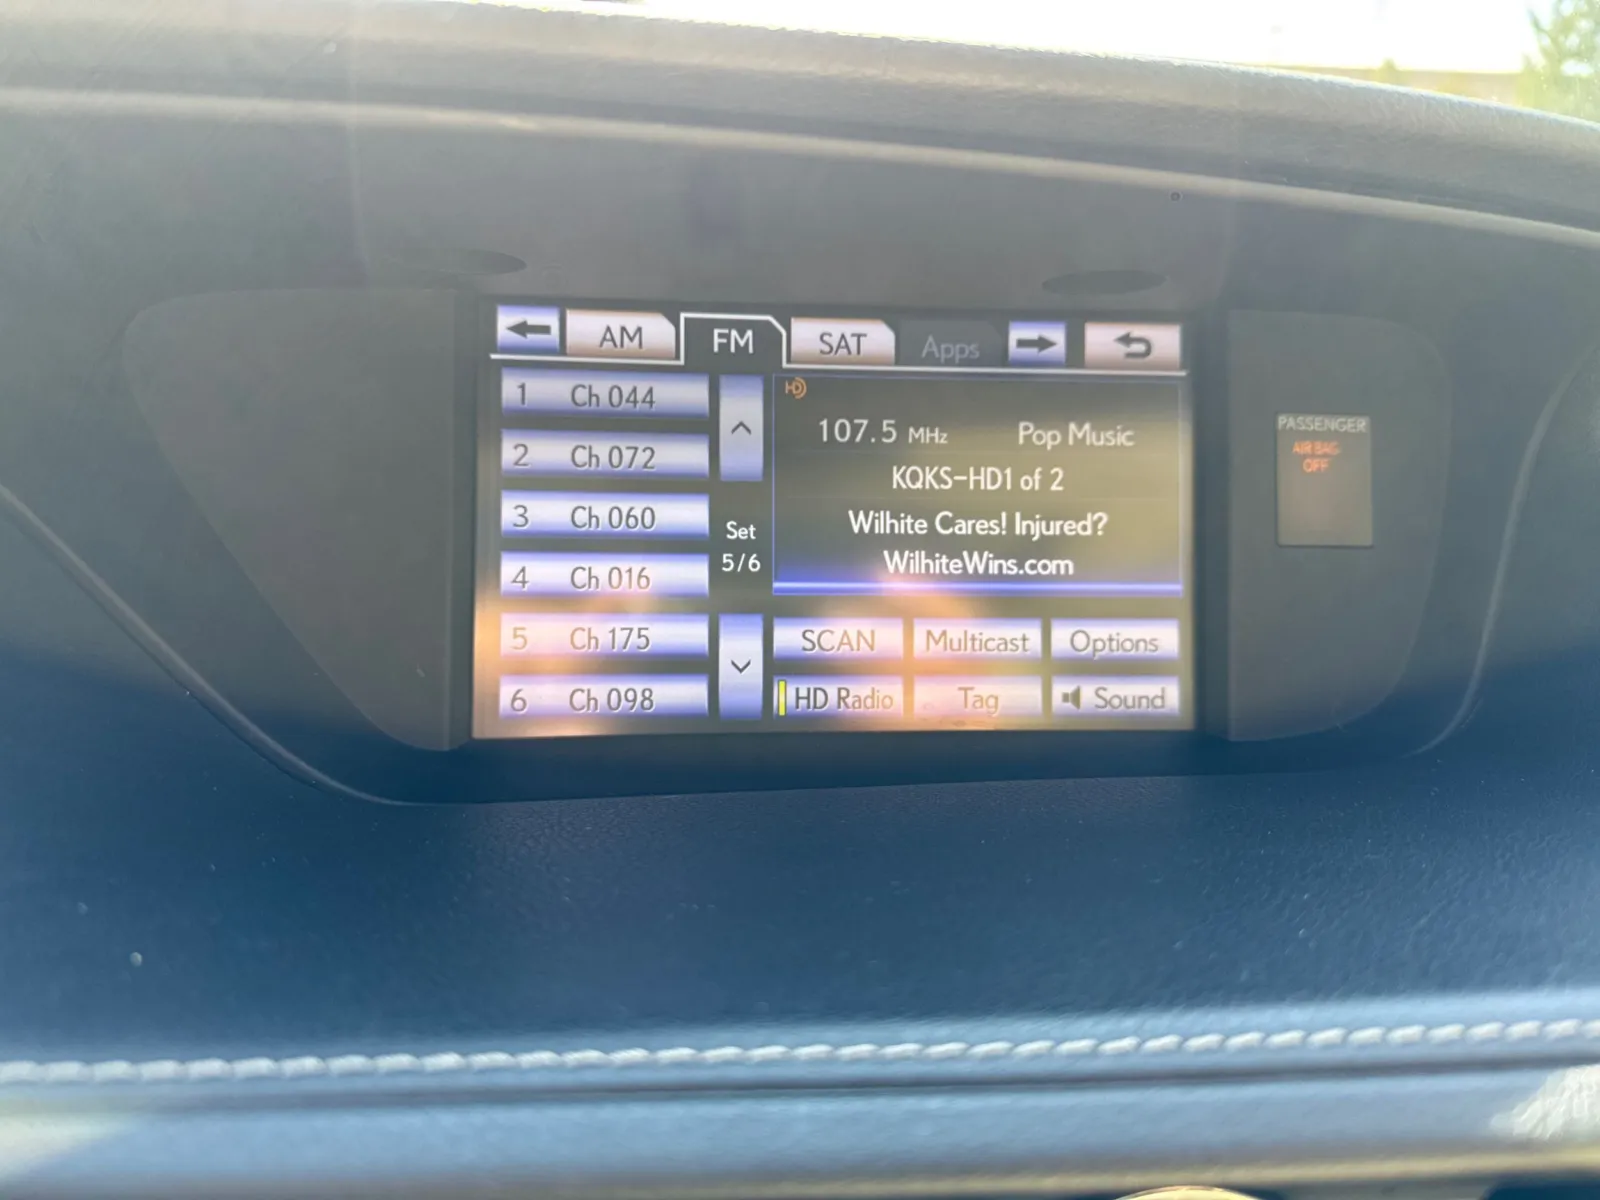 AM FM SAT Apps
1 Ch 044
2 Ch 072
3 Ch 060
4 Ch 016
5 Ch 175
6 Ch 098
Set
5/6
HD
107.5 MHz Pop Music
KQKS-HD1 of 2
Wilhite Cares! Injured?
WilhiteWins.com
SCAN Multicast Options
HD Radio Tag Sound
PASSENGER
AIR BAG
OFF